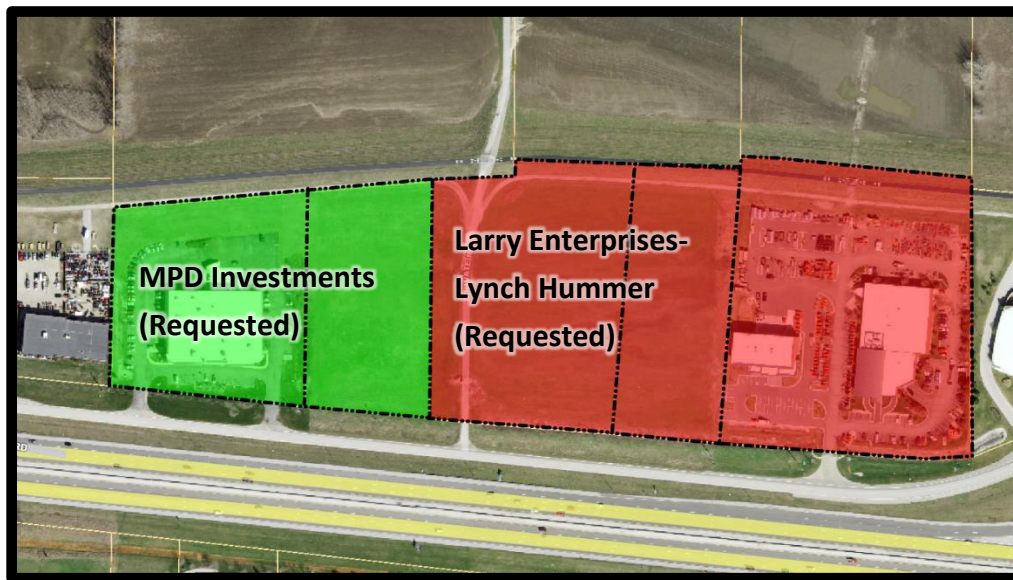 MPD Investments
(Requested)
Larry Enterprises-
Lynch Hummer
(Requested)